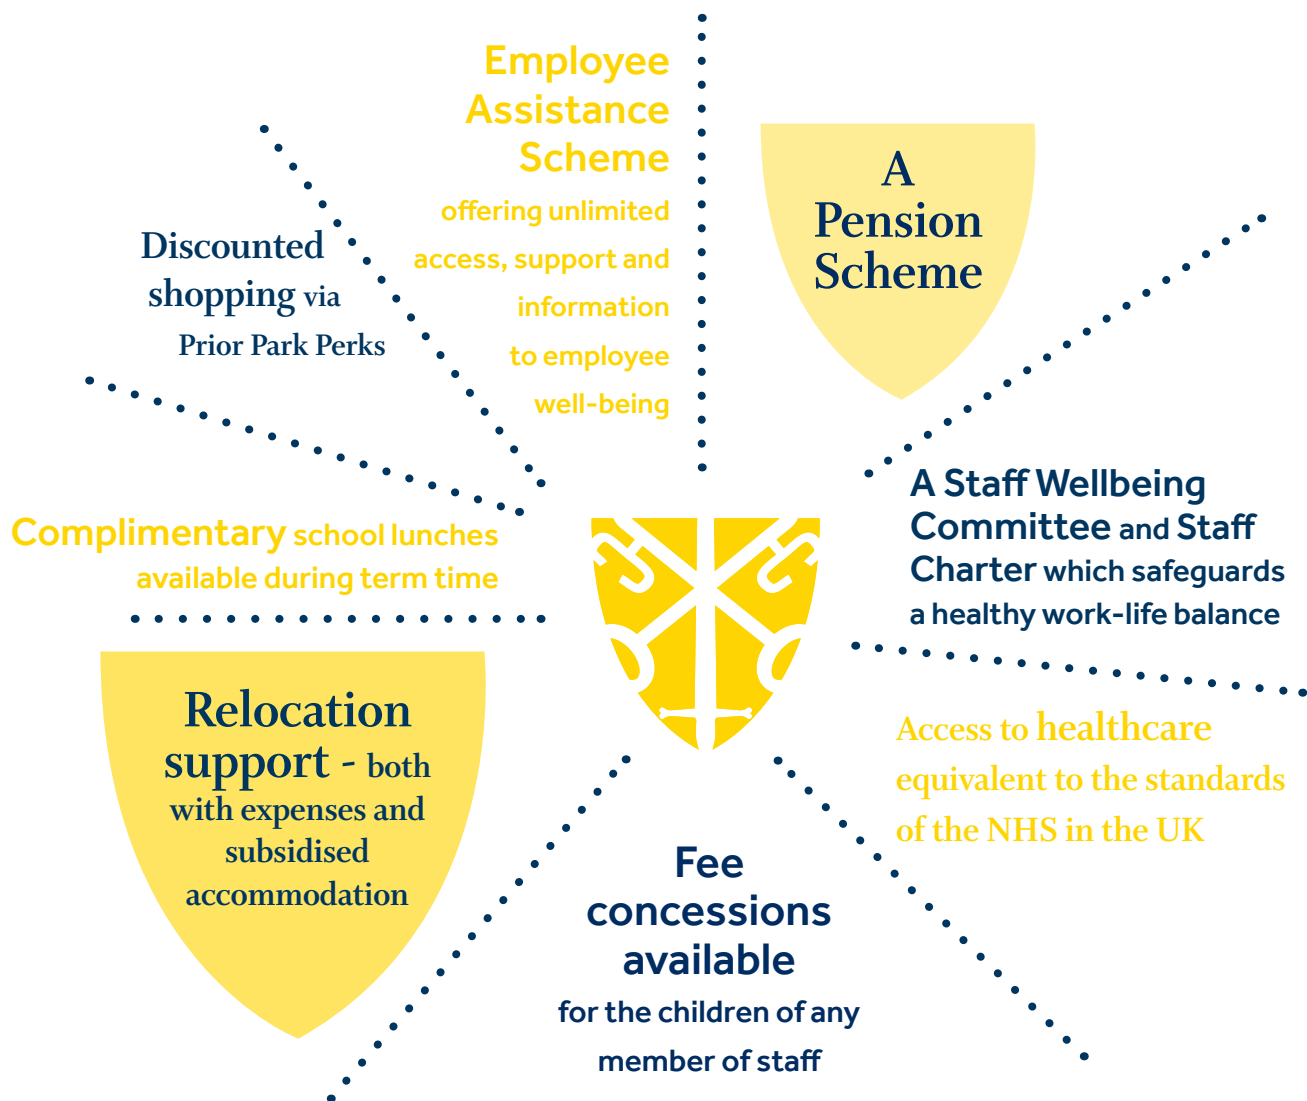 Employee
Assistance
Scheme
offering unlimited
access, support and
information
to employee
well-being
A
Pension
Scheme
Discounted
shopping via
Prior Park Perks
A Staff Wellbeing
Committee and Staff
Charter which safeguards
a healthy work-life balance
Complimentary school lunches
available during term time
Relocation
support - both
with expenses and
subsidised
accommodation
Access to healthcare
equivalent to the standards
of the NHS in the UK
Fee
concessions
available
for the children of any
member of staff